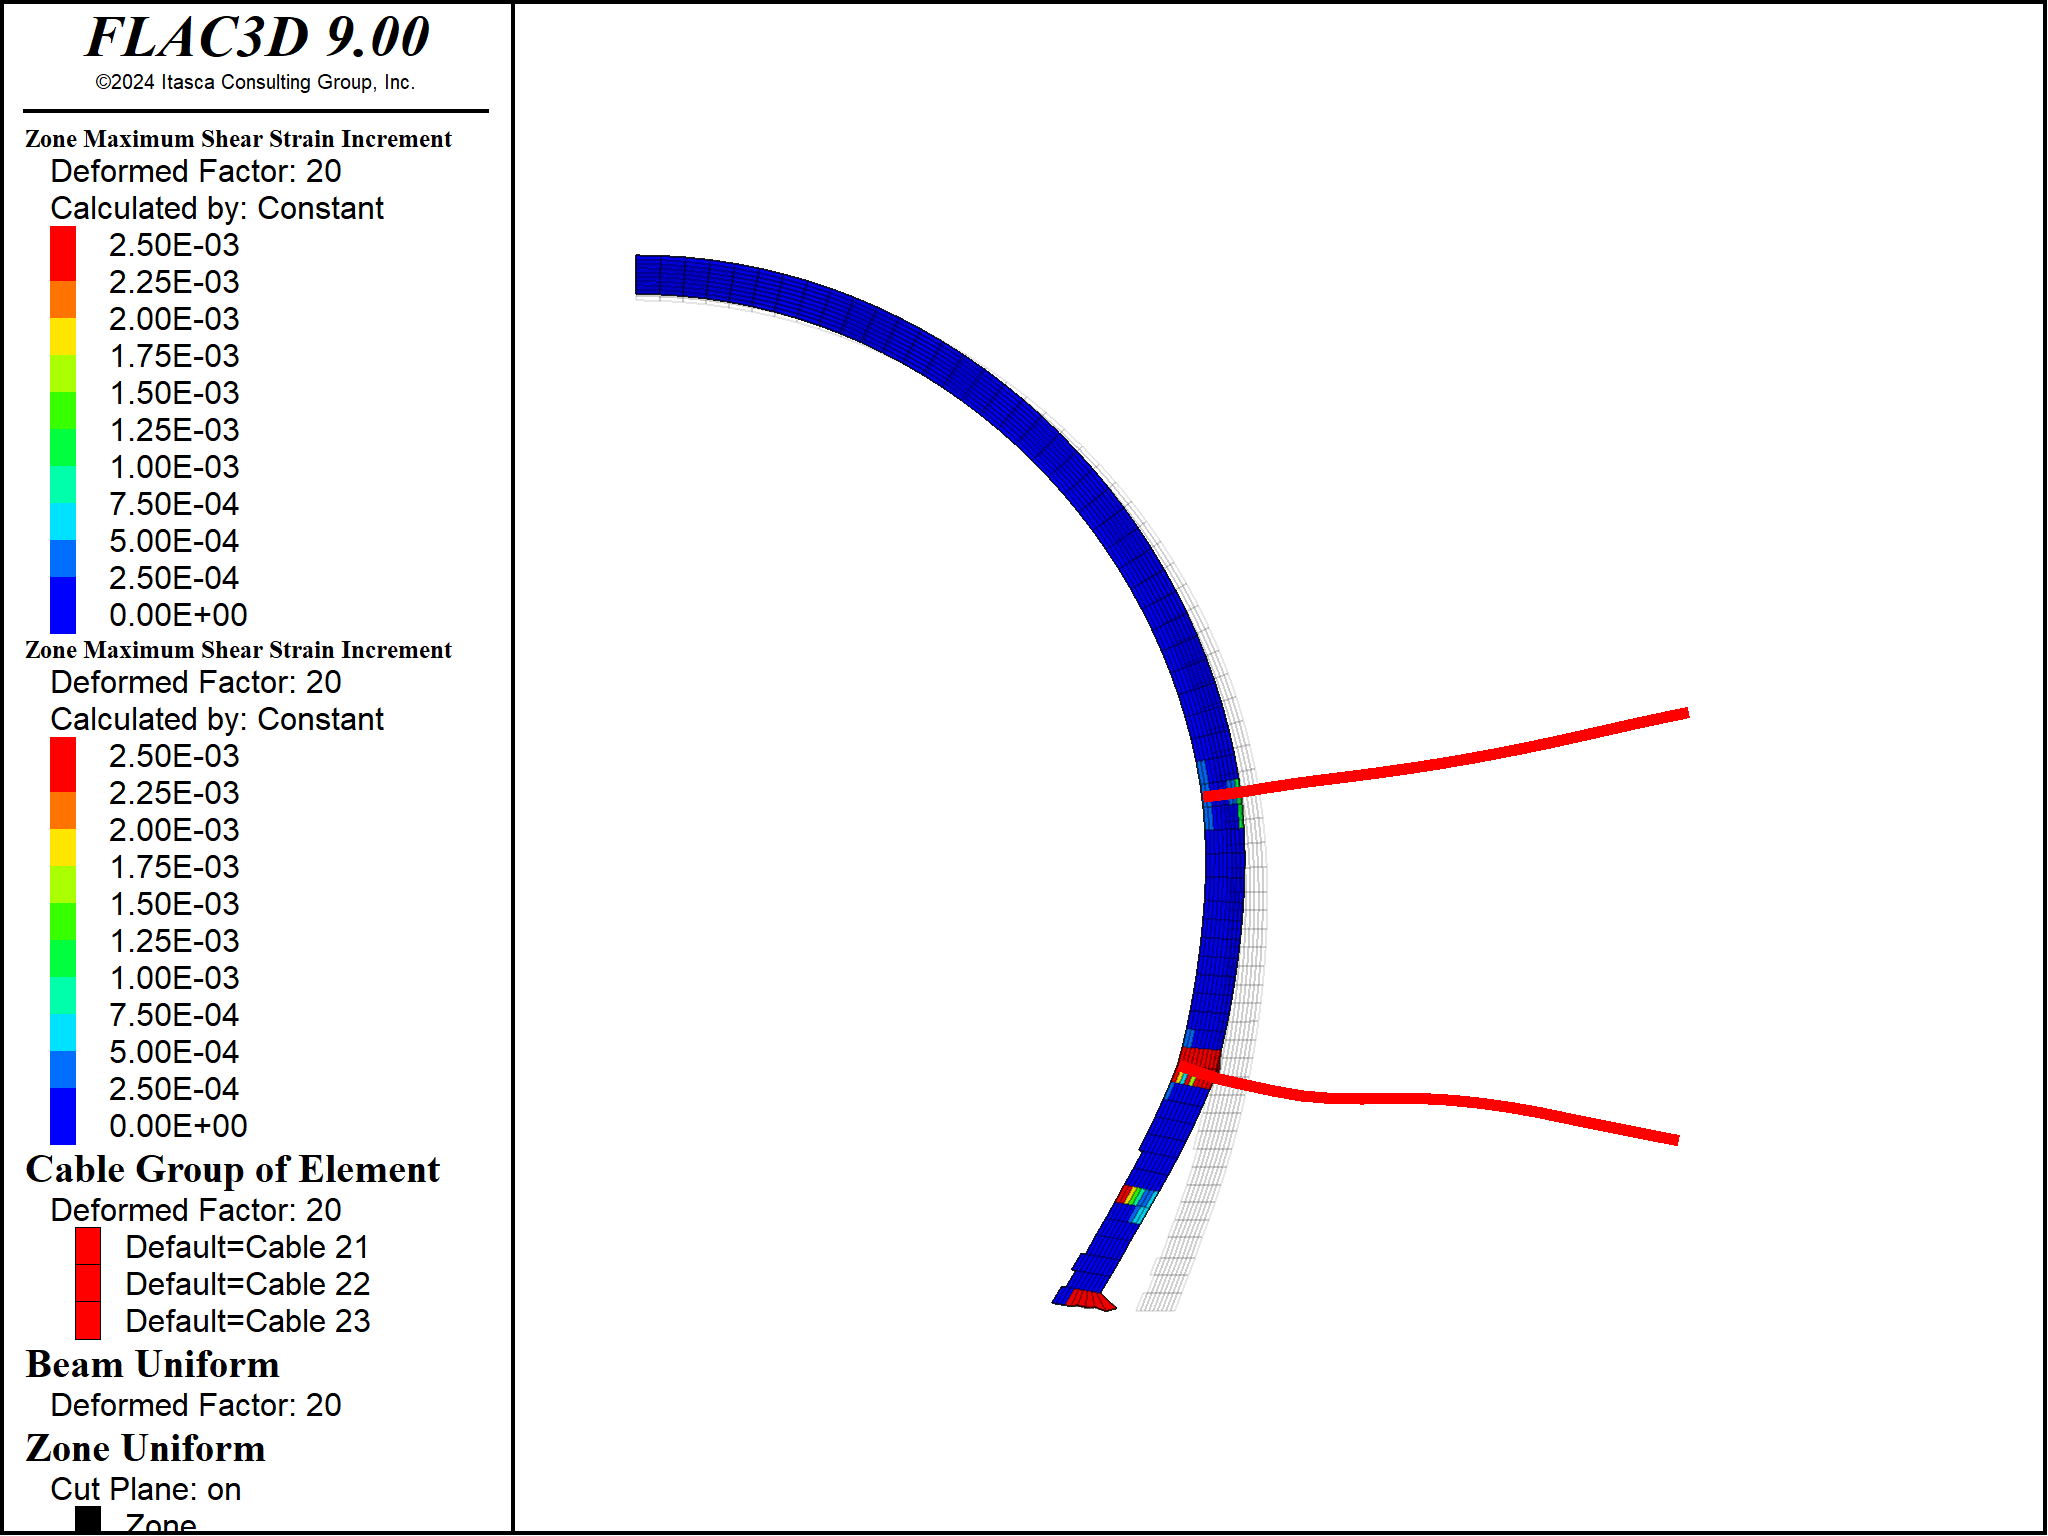 FLAC3D 9.00
©2024 Itasca Consulting Group, Inc.
Zone Maximum Shear Strain Increment
Deformed Factor: 20
Calculated by: Constant
2.50E-03
2.25E-03
2.00E-03
1.75E-03
1.50E-03
1.25E-03
1.00E-03
7.50E-04
5.00E-04
2.50E-04
0.00E+00
Zone Maximum Shear Strain Increment
Deformed Factor: 20
Calculated by: Constant
2.50E-03
2.25E-03
2.00E-03
1.75E-03
1.50E-03
1.25E-03
1.00E-03
7.50E-04
5.00E-04
2.50E-04
0.00E+00
Cable Group of Element
Deformed Factor: 20
Default=Cable 21
Default=Cable 22
Default=Cable 23
Beam Uniform
Deformed Factor: 20
Zone Uniform
Cut Plane: on
Zone